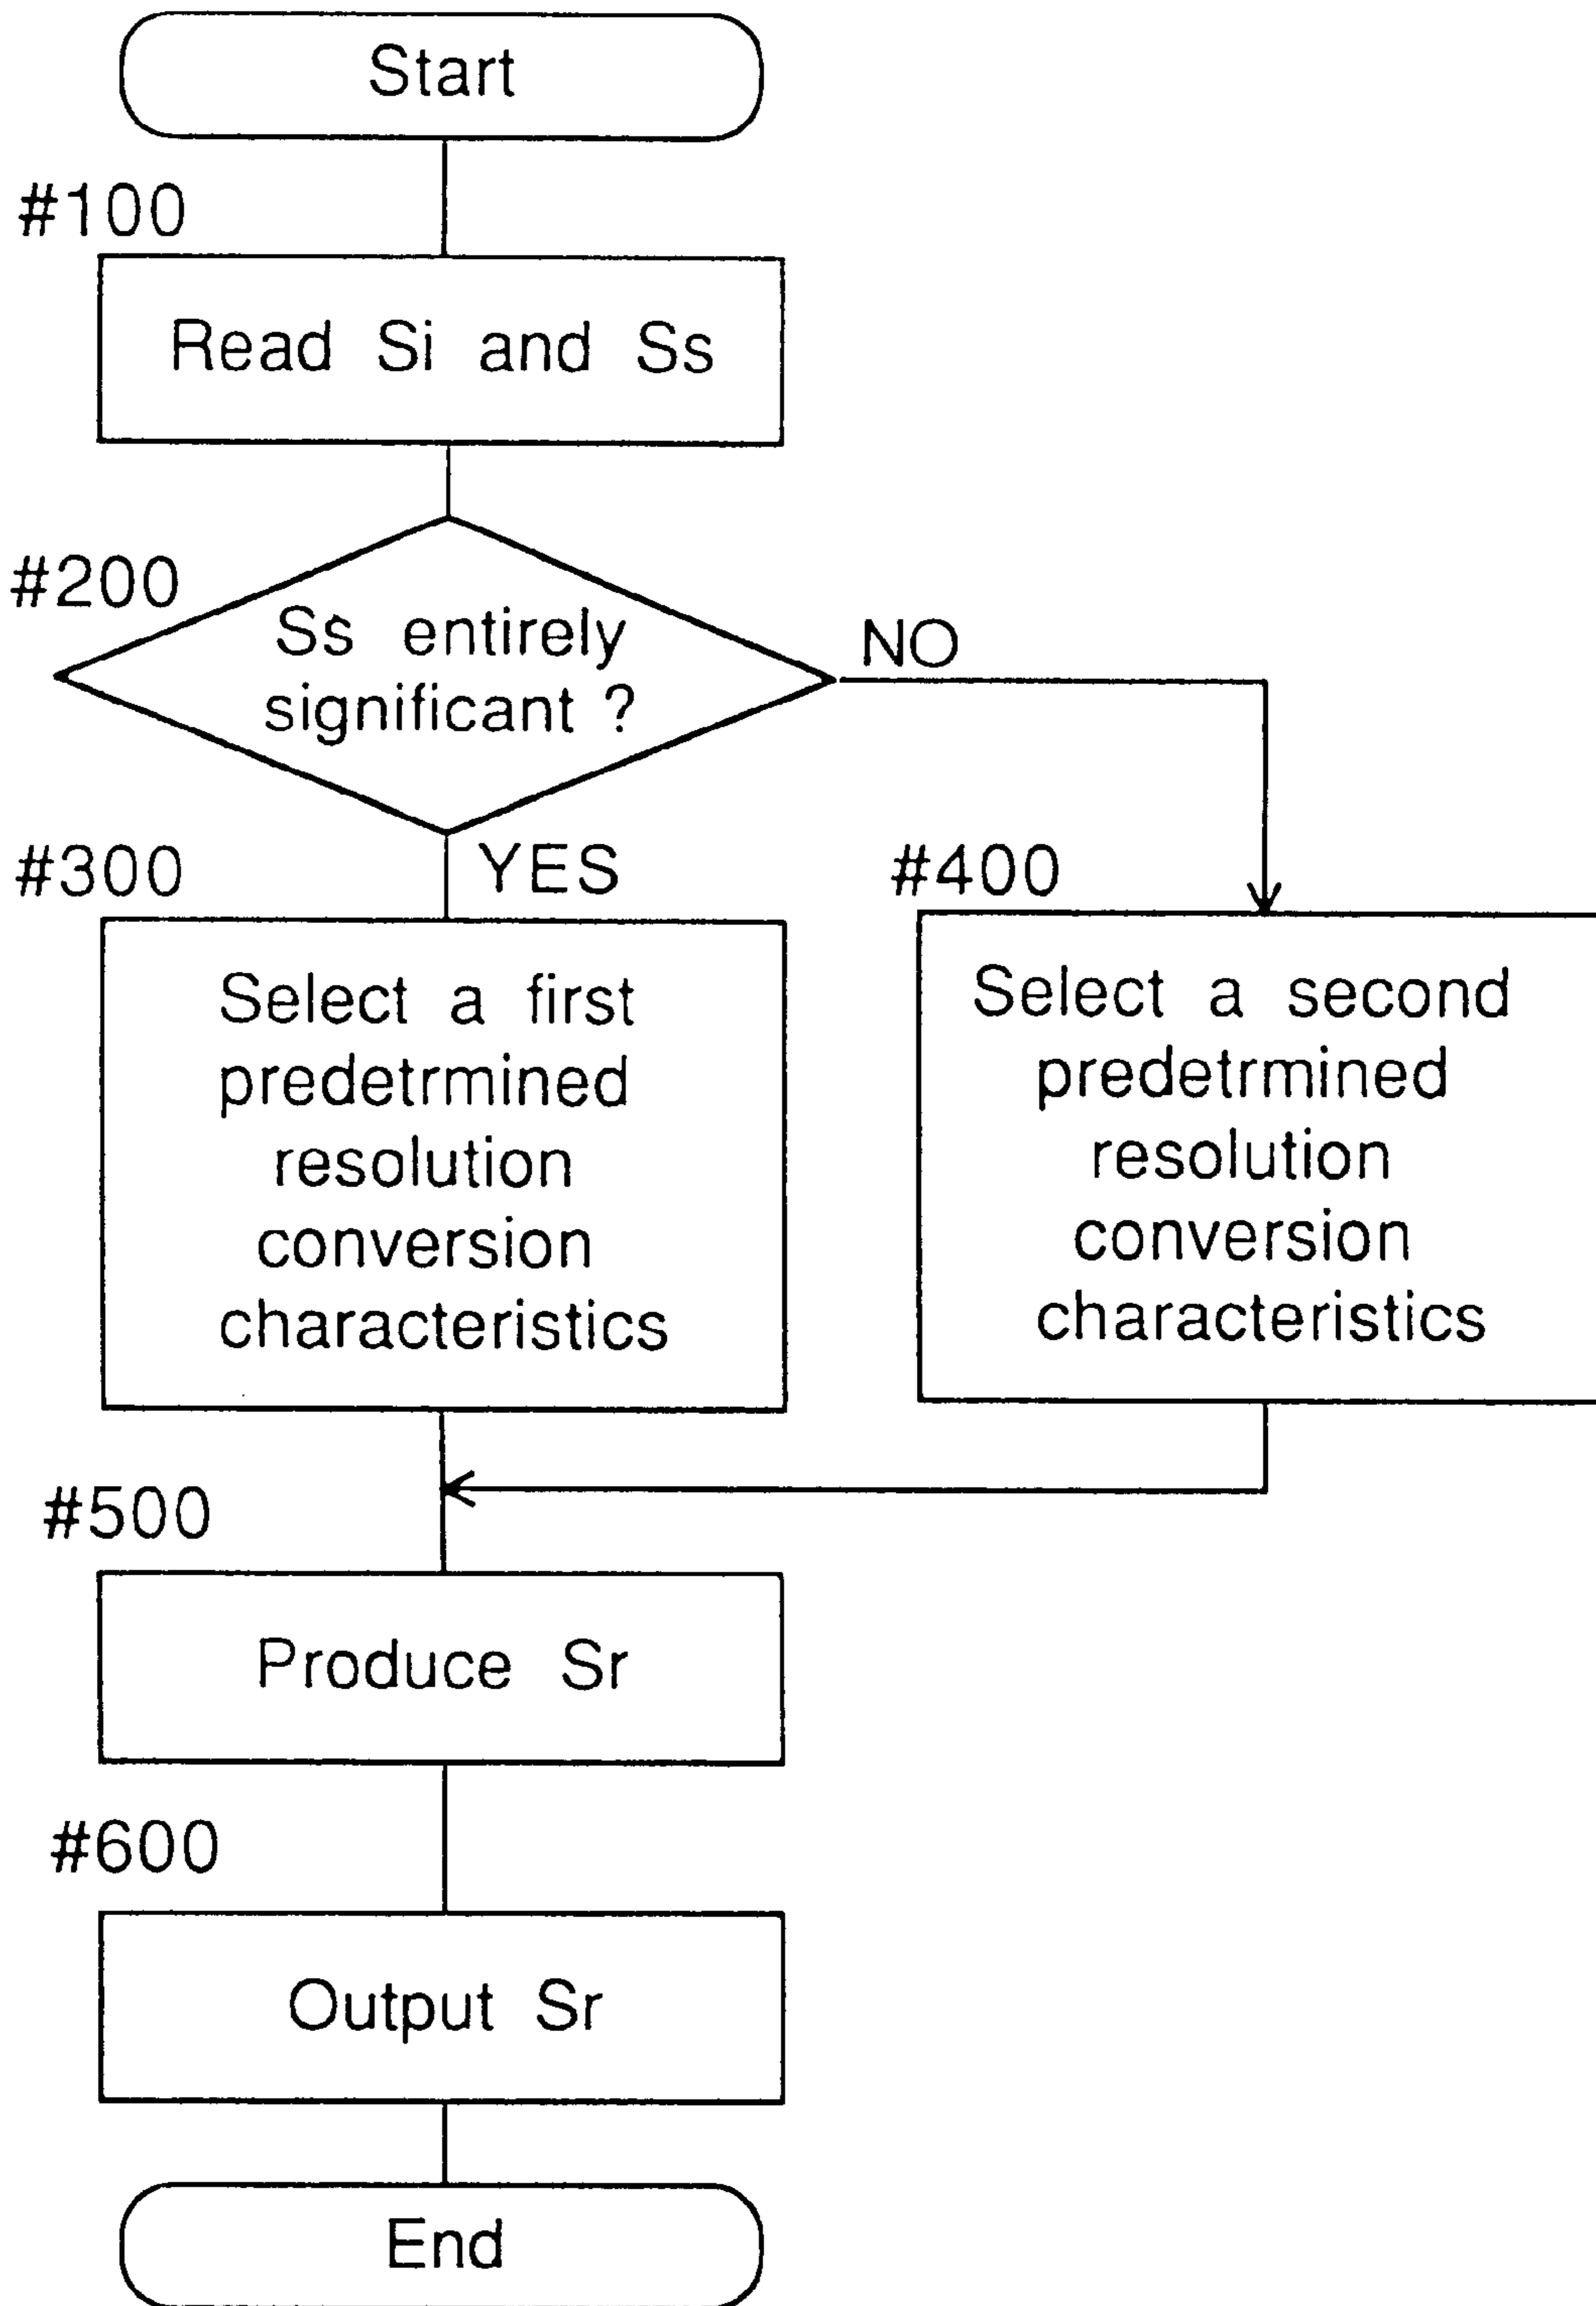 Start
#100
Read Si and Ss
#200
Ss entirely
significant ?
NO
#300
YES
#400
Select a first
predetrmined
resolution
conversion
characteristics
Select a second
predetrmined
resolution
conversion
characteristics
#500
Produce Sr
#600
Output Sr
End